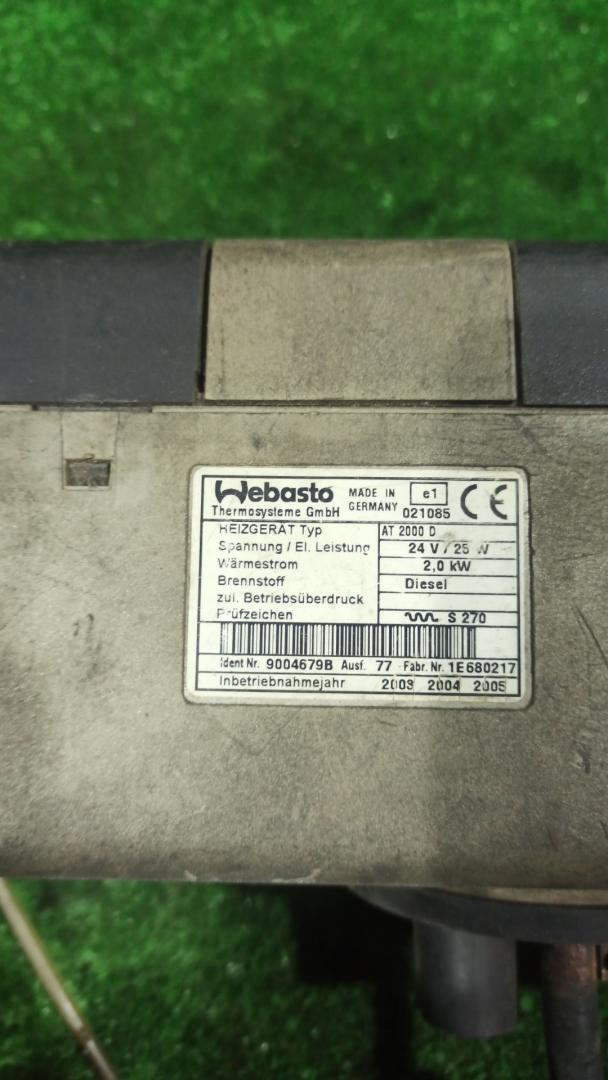 Webasto
Thermosysteme GmbH
MADE IN
GERMANY
e1
021085
CE
HEIZGERÄT Typ AT 2000 D
Spannung / El. Leistung 24 V / 25 W
Wärmestrom 2,0 kW
Brennstoff Diesel
zul. Betriebsüberdruck
Prüfzeichen S 270
Ident Nr. 9004679B Ausf. 77 Fabr. Nr. 1E680217
Inbetriebnahmejahr 2003 2004 2005